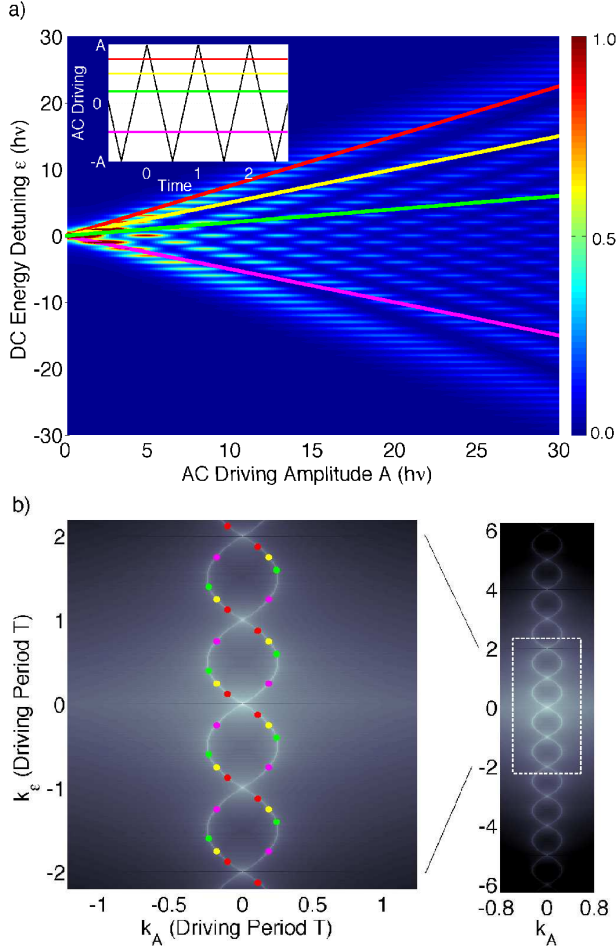 a)
30
20
10
0
-10
-20
-30
DC Energy Detuning ε (hν)
A
0
-A
AC Driving
0 1 2
Time
0 5 10 15 20 25 30
AC Driving Amplitude A (hν)
1.0
0.5
0.0
b)
2
1
0
-1
-2
k_ε (Driving Period T)
-1 -0.5 0 0.5 1
k_A (Driving Period T)
6
4
2
0
-2
-4
-6
-0.8 0 0.8
k_A